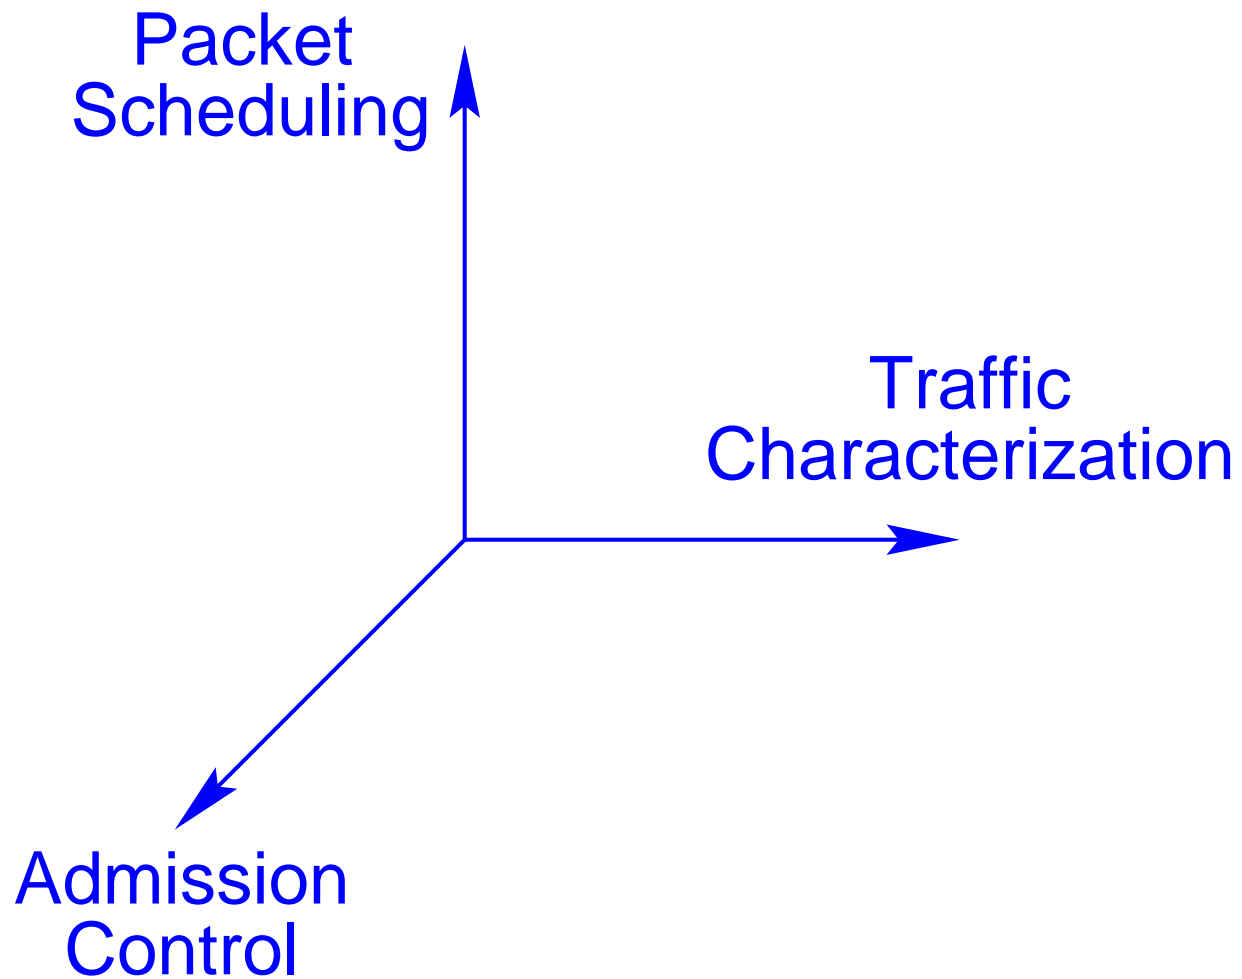 Packet
Scheduling
Traffic
Characterization
Admission
Control